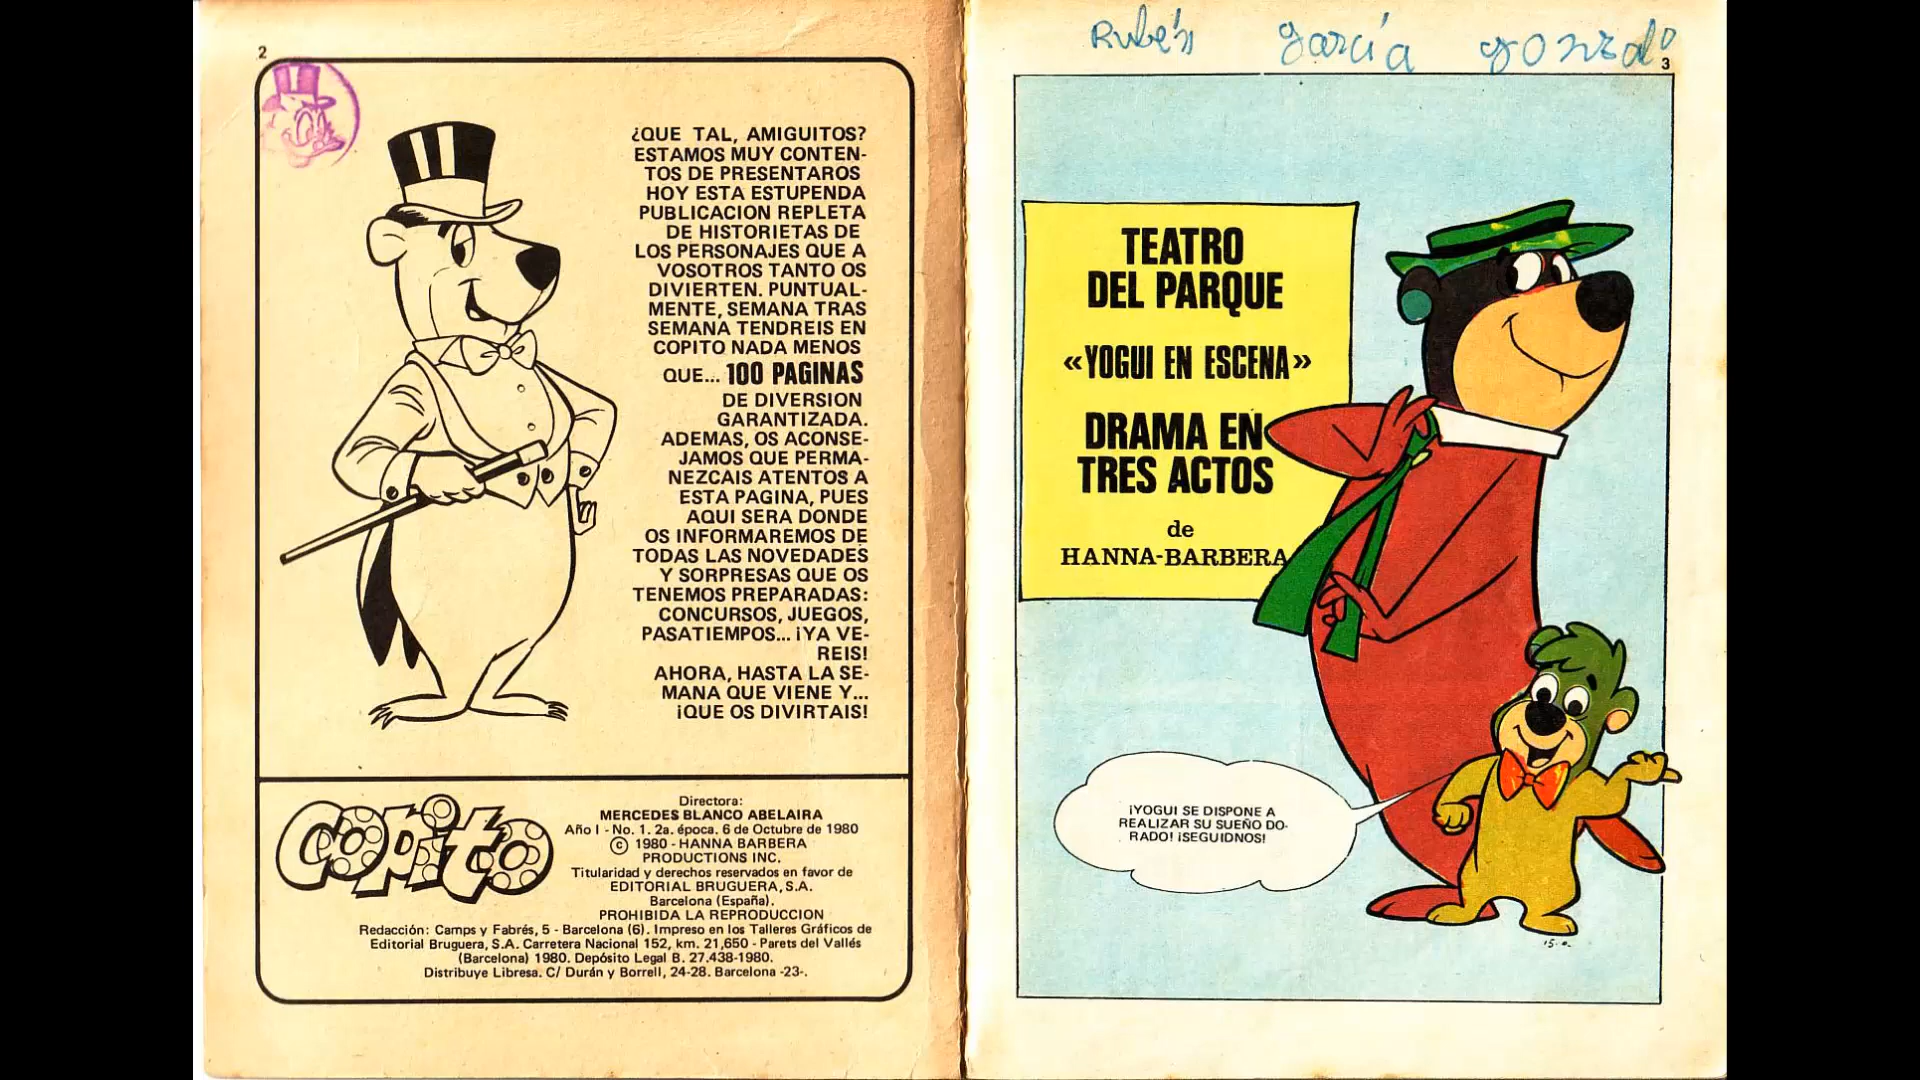 2
¿QUE TAL, AMIGUITOS?
ESTAMOS MUY CONTEN-
TOS DE PRESENTAROS
HOY ESTA ESTUPENDA
PUBLICACION REPLETA
DE HISTORIETAS DE
LOS PERSONAJES QUE A
VOSOTROS TANTO OS
DIVIERTEN. PUNTUAL-
MENTE, SEMANA TRAS
SEMANA TENDREIS EN
COPITO NADA MENOS
QUE... 100 PAGINAS
DE DIVERSION
GARANTIZADA.
ADEMAS, OS ACONSE-
JAMOS QUE PERMA-
NEZCAIS ATENTOS A
ESTA PAGINA, PUES
AQUI SERA DONDE
OS INFORMAREMOS DE
TODAS LAS NOVEDADES
Y SORPRESAS QUE OS
TENEMOS PREPARADAS:
CONCURSOS, JUEGOS,
PASATIEMPOS... ¡YA VE-
REIS!
AHORA, HASTA LA SE-
MANA QUE VIENE Y...
¡QUE OS DIVIRTAIS!
copito
Directora:
MERCEDES BLANCO ABELAIRA
Año I - No. 1. 2a. época. 6 de Octubre de 1980
© 1980 - HANNA BARBERA
PRODUCTIONS INC.
Titularidad y derechos reservados en favor de
EDITORIAL BRUGUERA, S.A.
Barcelona (España).
PROHIBIDA LA REPRODUCCION
Redacción: Camps y Fabrés, 5 - Barcelona (6). Impreso en los Talleres Gráficos de
Editorial Bruguera, S.A. Carretera Nacional 152, km. 21,650 - Parets del Vallés
(Barcelona) 1980. Depósito Legal B. 27.438-1980.
Distribuye Libresa. C/ Durán y Borrell, 24-28. Barcelona -23-.
Rubén garcía
3
TEATRO
DEL PARQUE
«YOGUI EN ESCENA»
DRAMA EN
TRES ACTOS
de
HANNA-BARBERA
¡YOGUI SE DISPONE A
REALIZAR SU SUEÑO DO-
RADO! ¡SEGUIDNOS!